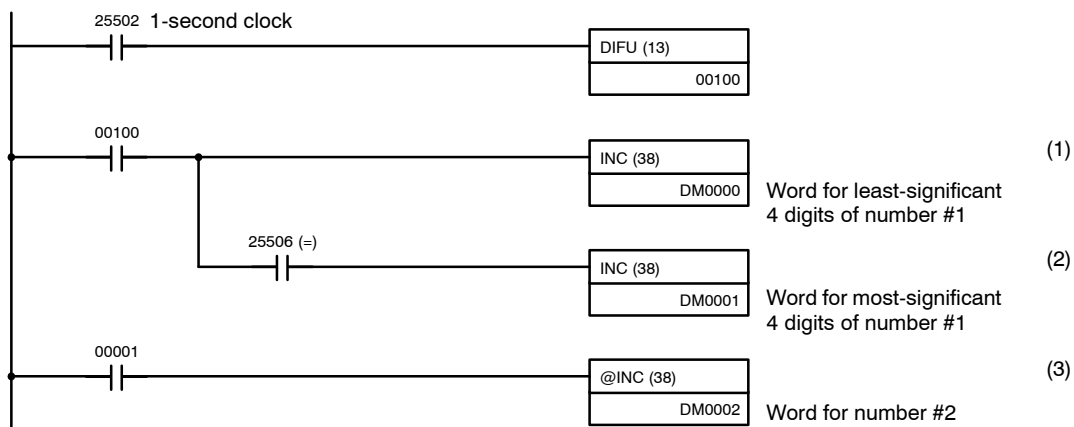 25502 1-second clock
DIFU (13)
00100
00100
INC (38)
(1)
DM0000
Word for least-significant
4 digits of number #1
25506 (=)
INC (38)
(2)
DM0001
Word for most-significant
4 digits of number #1
00001
@INC (38)
(3)
DM0002
Word for number #2